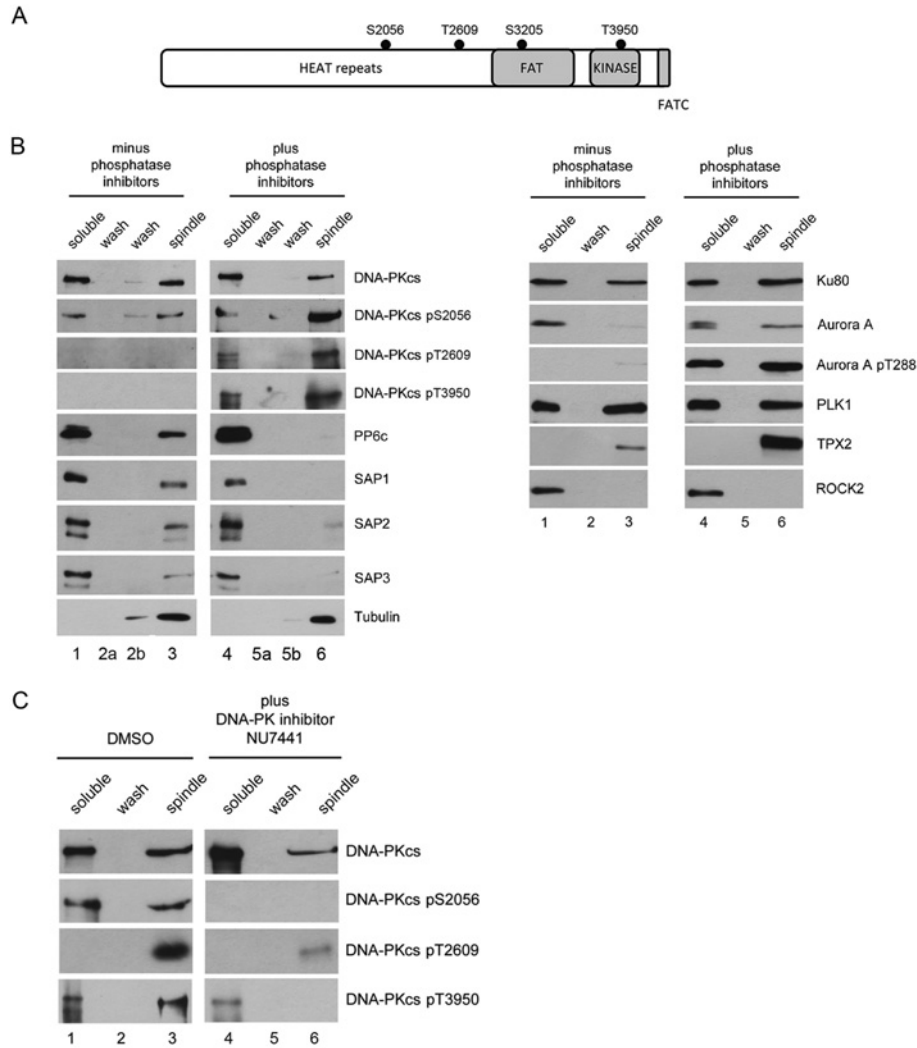 A
S2056 T2609 S3205 T3950
HEAT repeats FAT KINASE
FATC
B
minus
phosphatase
inhibitors
plus
phosphatase
inhibitors
soluble wash wash spindle
soluble wash wash spindle
DNA-PKcs
DNA-PKcs pS2056
DNA-PKcs pT2609
DNA-PKcs pT3950
PP6c
SAP1
SAP2
SAP3
Tubulin
1 2a 2b 3 4 5a 5b 6
minus
phosphatase
inhibitors
plus
phosphatase
inhibitors
soluble wash spindle
soluble wash spindle
Ku80
Aurora A
Aurora A pT288
PLK1
TPX2
ROCK2
1 2 3 4 5 6
C
DMSO
plus
DNA-PK inhibitor
NU7441
soluble wash spindle
soluble wash spindle
DNA-PKcs
DNA-PKcs pS2056
DNA-PKcs pT2609
DNA-PKcs pT3950
1 2 3 4 5 6